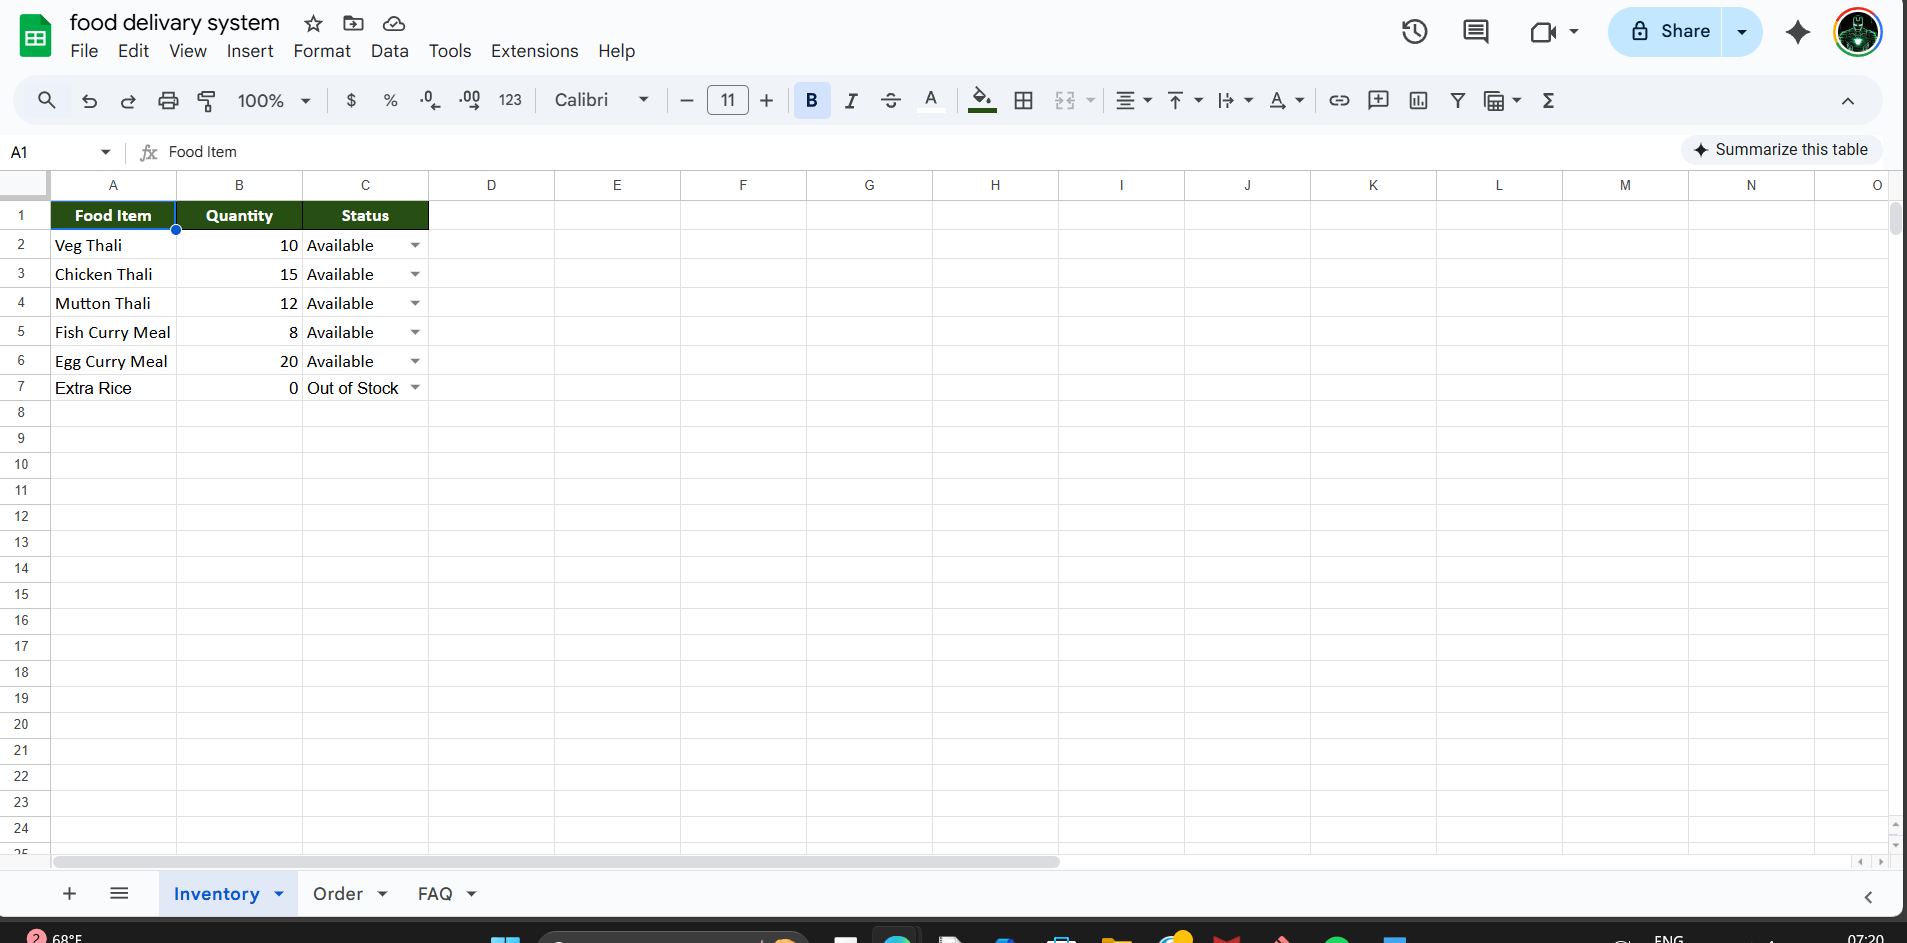 food delivary system
File Edit View Insert Format Data Tools Extensions Help
Share
100% $ % .0 .00 123 Calibri 11 B I A A Σ
A1 fx Food Item
Summarize this table
A B C D E F G H I J K L M N O
1 Food Item Quantity Status
2 Veg Thali 10 Available
3 Chicken Thali 15 Available
4 Mutton Thali 12 Available
5 Fish Curry Meal 8 Available
6 Egg Curry Meal 20 Available
7 Extra Rice 0 Out of Stock
8
9
10
11
12
13
14
15
16
17
18
19
20
21
22
23
24
25
Inventory Order FAQ
2 68°F ENG 07:20